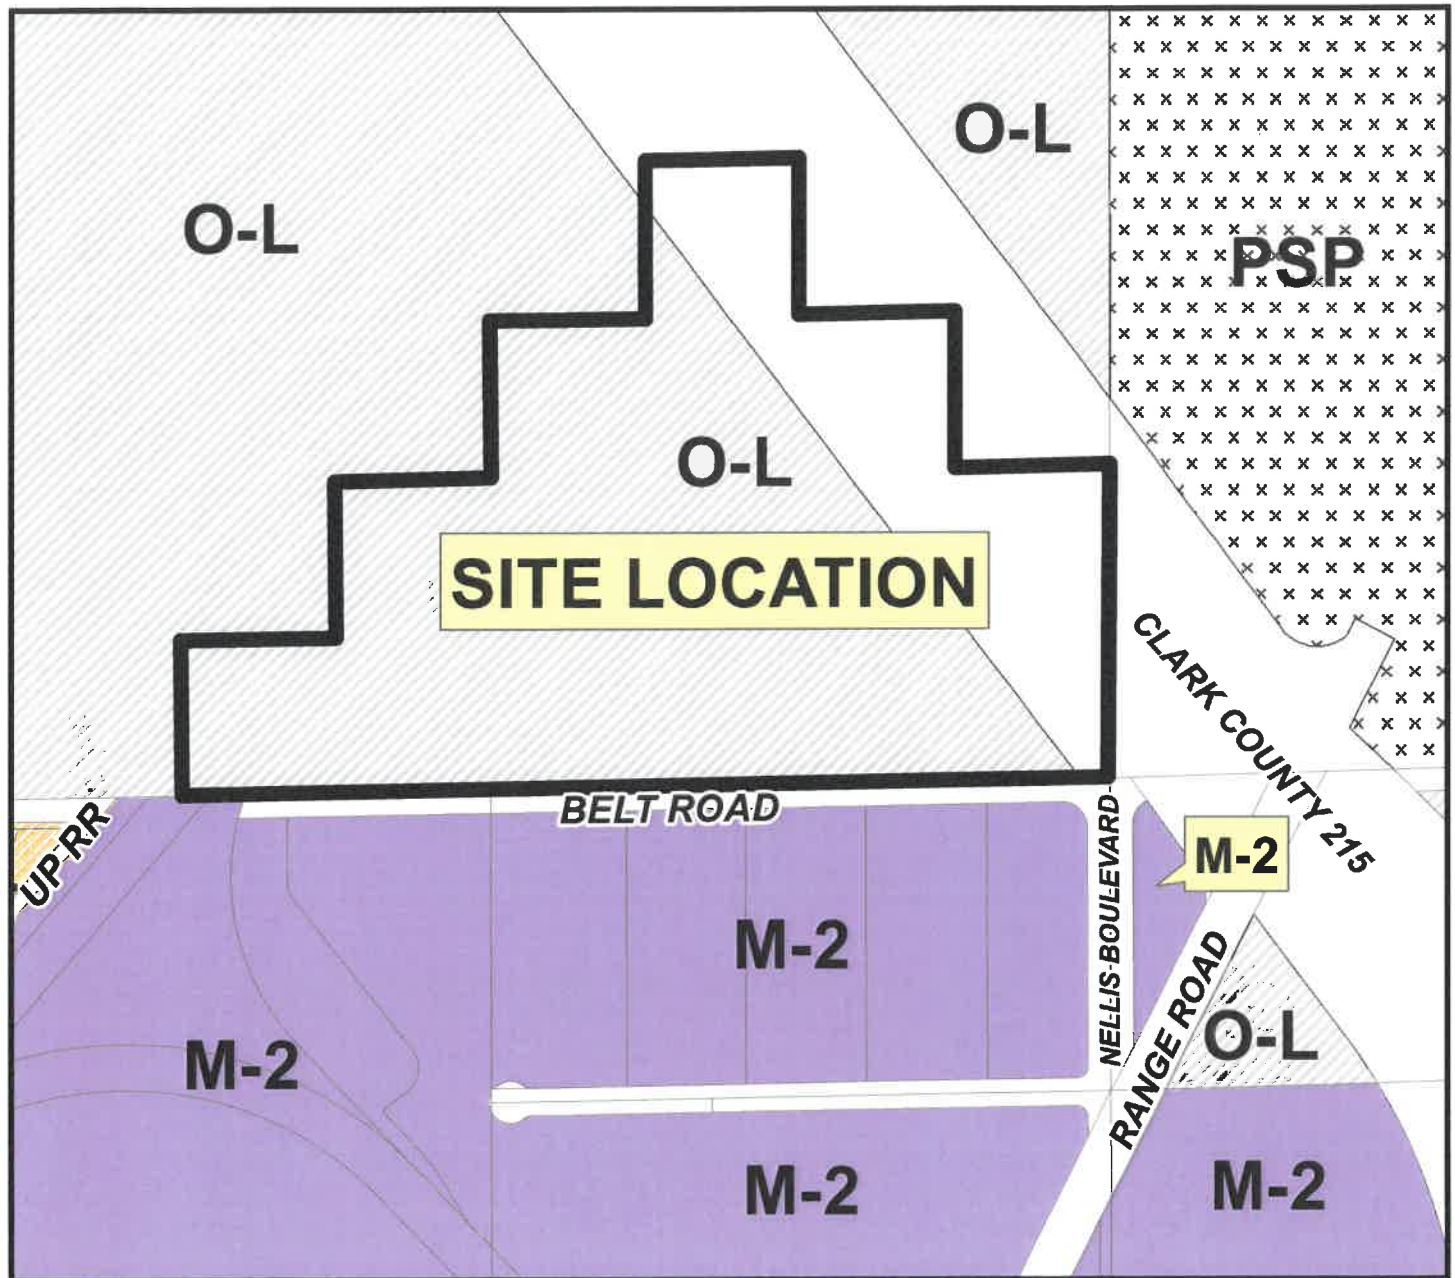 O-L
O-L
PSP
O-L
SITE LOCATION
CLARK COUNTY 215
BELT ROAD
UP RR
NELLIS BOULEVARD
M-2
M-2
RANGE ROAD
O-L
M-2
M-2
M-2